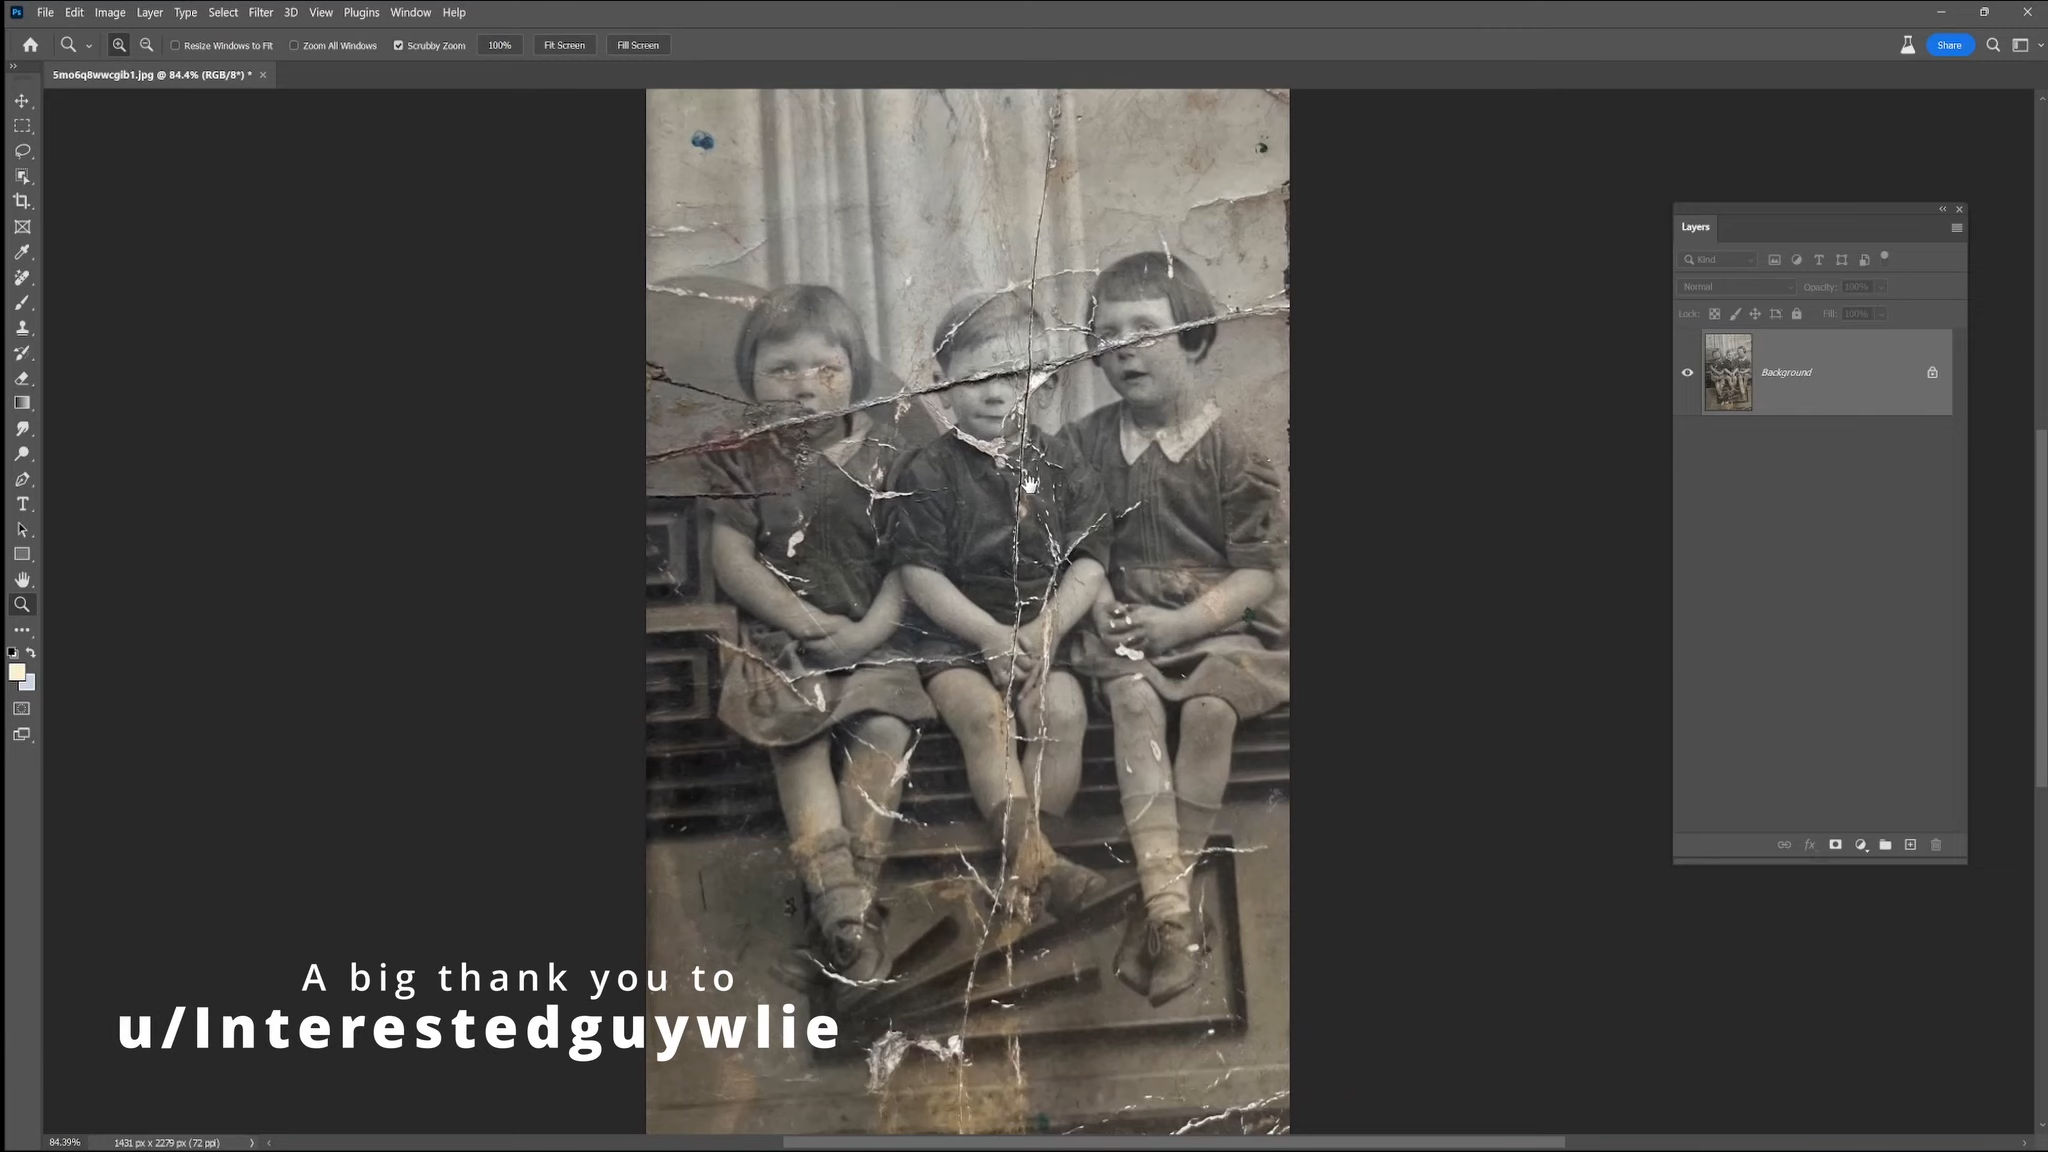 Ps File Edit Image Layer Type Select Filter 3D View Plugins Window Help
Resize Windows to Fit Zoom All Windows Scrubby Zoom 100% Fit Screen Fill Screen Share
5mo6q8wwcgib1.jpg @ 84.4% (RGB/8*) * ×
Layers
Kind
Normal Opacity: 100%
Lock: Fill: 100%
Background
fx
A big thank you to
u/Interestedguywlie
84.39% 1431 px x 2279 px (72 ppi)